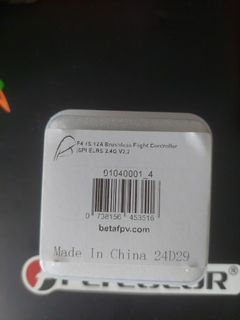 F4 1S 12A Brushless Flight Controller
(SPI ELRS 2.4G V2.2
01040001_4
0 738156 453516
betafpv.com
Made In China 24D29